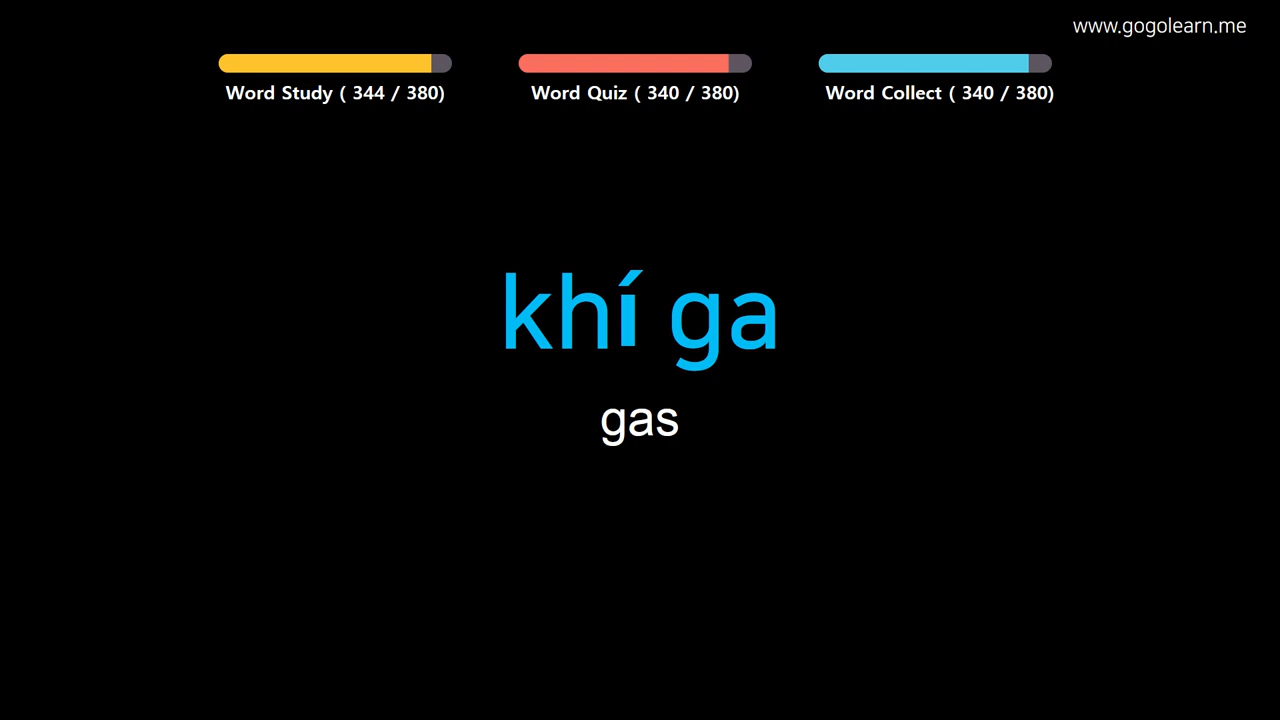 www.gogolearn.me
Word Study ( 344 / 380)
Word Quiz ( 340 / 380)
Word Collect ( 340 / 380)
khí ga
gas